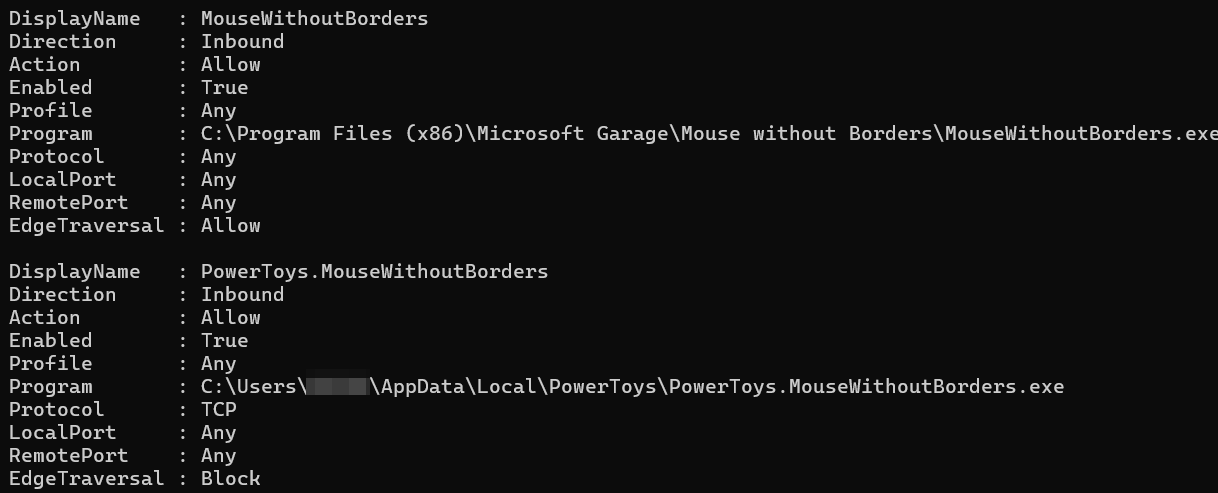 DisplayName   : MouseWithoutBorders
Direction     : Inbound
Action        : Allow
Enabled       : True
Profile       : Any
Program       : C:\Program Files (x86)\Microsoft Garage\Mouse without Borders\MouseWithoutBorders.exe
Protocol      : Any
LocalPort     : Any
RemotePort    : Any
EdgeTraversal : Allow

DisplayName   : PowerToys.MouseWithoutBorders
Direction     : Inbound
Action        : Allow
Enabled       : True
Profile       : Any
Program       : C:\Users\ \AppData\Local\PowerToys\PowerToys.MouseWithoutBorders.exe
Protocol      : TCP
LocalPort     : Any
RemotePort    : Any
EdgeTraversal : Block